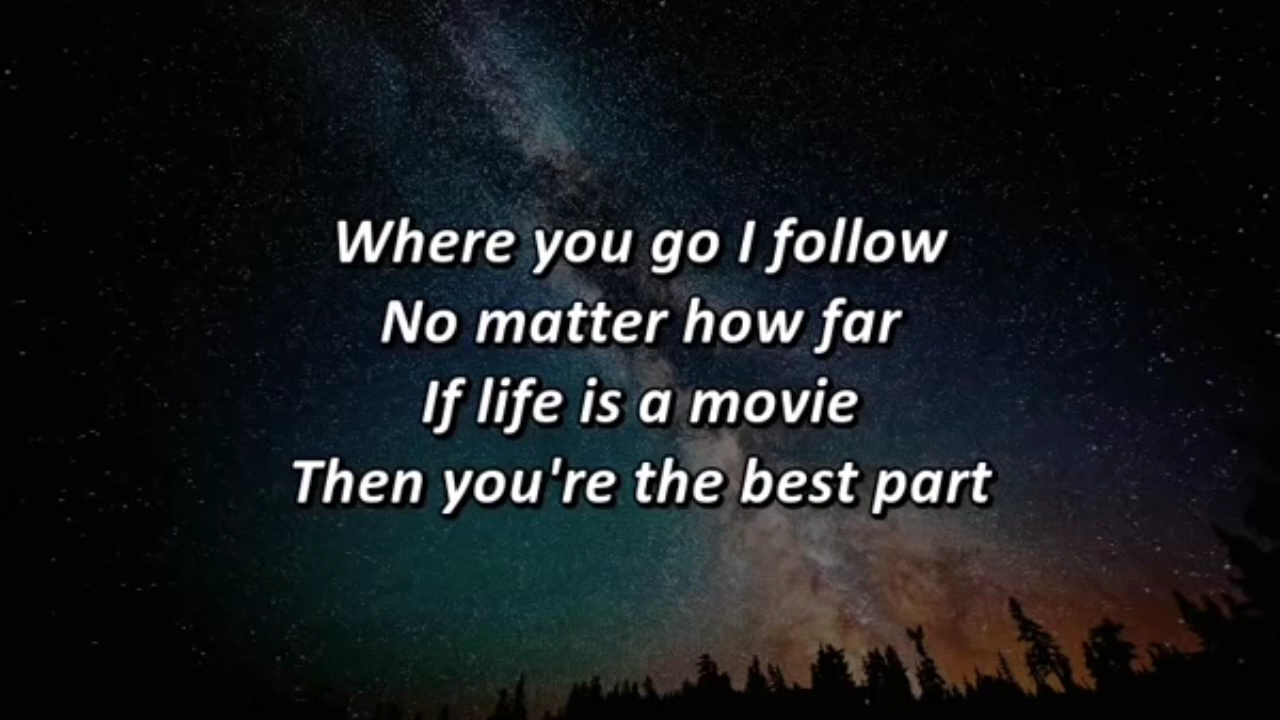 Where you go I follow
No matter how far
If life is a movie
Then you're the best part